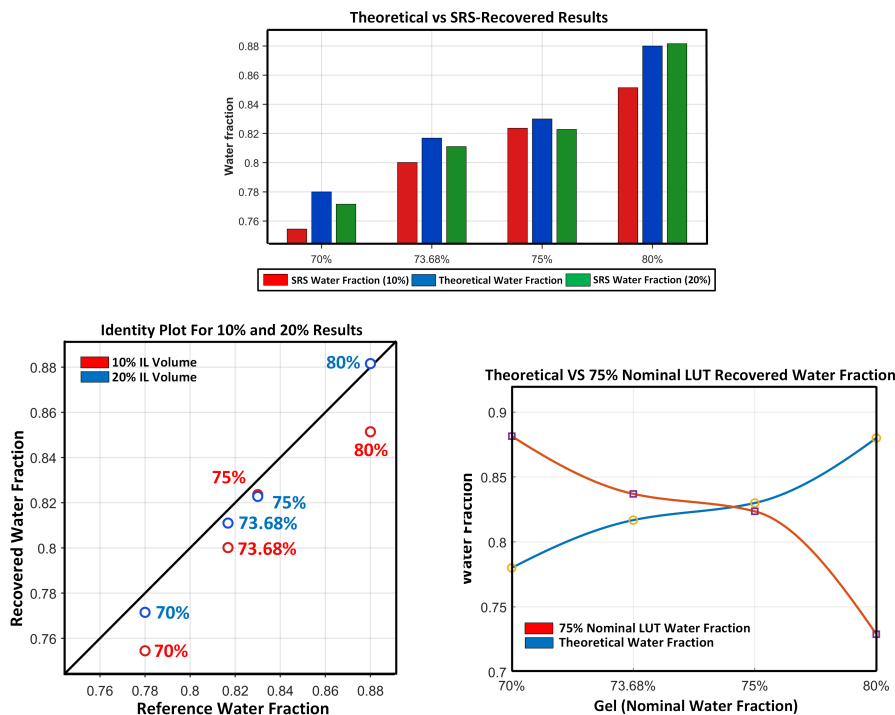 Theoretical vs SRS-Recovered Results
Water fraction
0.88
0.86
0.84
0.82
0.8
0.78
0.76
70%
73.68%
75%
80%
SRS Water Fraction (10%)
Theoretical Water Fraction
SRS Water Fraction (20%)
Identity Plot For 10% and 20% Results
10% IL Volume
20% IL Volume
Recovered Water Fraction
0.88
0.86
0.84
0.82
0.8
0.78
0.76
80%
80%
75%
75%
73.68%
73.68%
70%
70%
0.76
0.78
0.8
0.82
0.84
0.86
0.88
Reference Water Fraction
Theoretical VS 75% Nominal LUT Recovered Water Fraction
Water Fraction
0.9
0.85
0.8
0.75
0.7
75% Nominal LUT Water Fraction
Theoretical Water Fraction
70%
73.68%
75%
80%
Gel (Nominal Water Fraction)